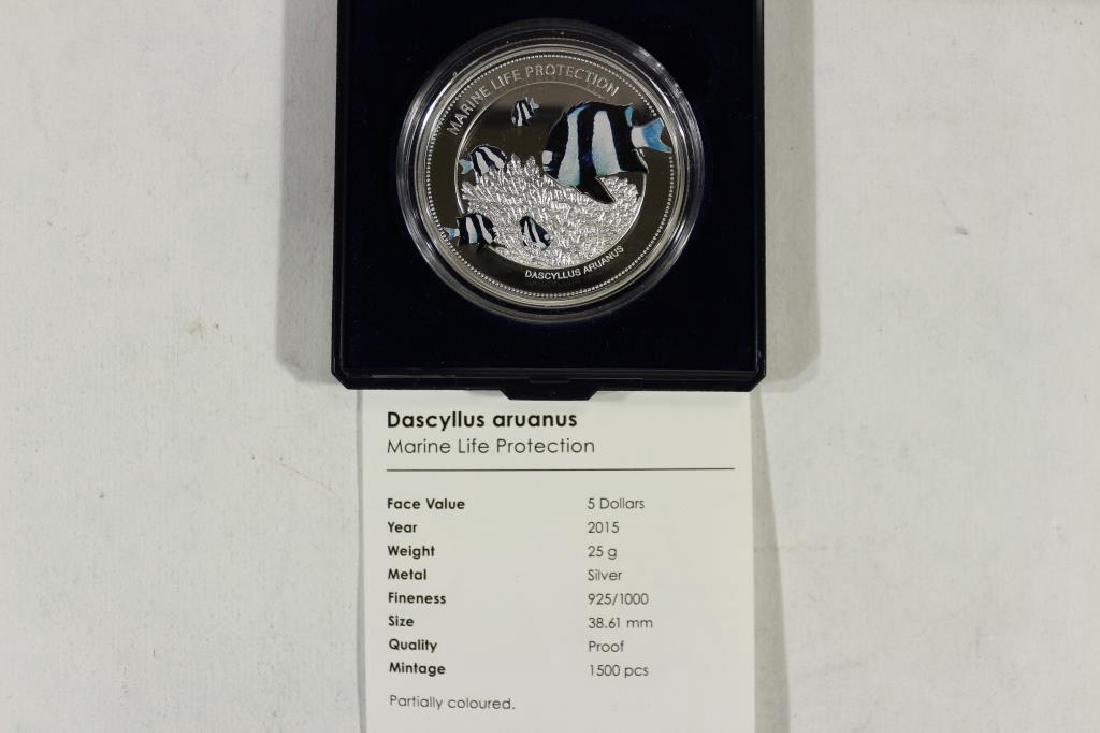 MARINE LIFE PROTECTION
DASCYLLUS ARUANUS
Dascyllus aruanus
Marine Life Protection
Face Value 5 Dollars
Year 2015
Weight 25 g
Metal Silver
Fineness 925/1000
Size 38.61 mm
Quality Proof
Mintage 1500 pcs
Partially coloured.